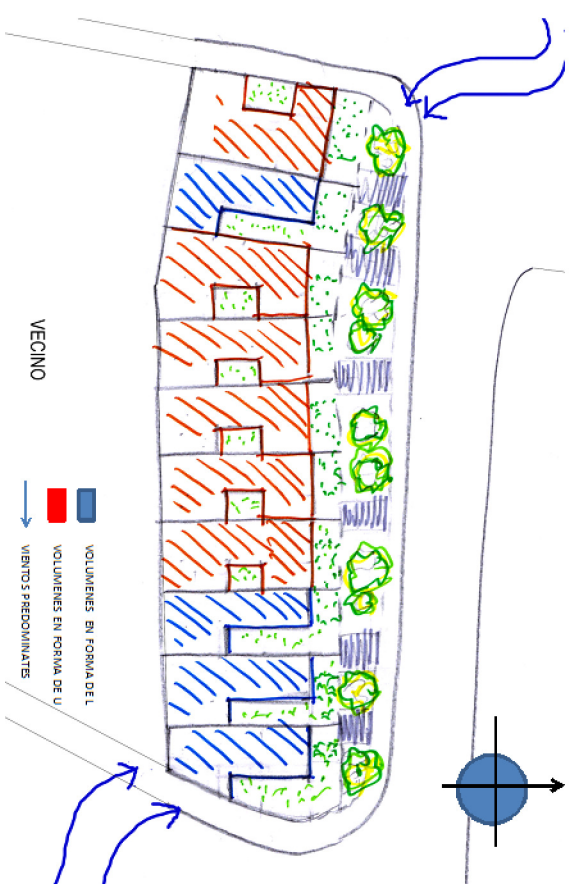 VECINO
VOLUMENES EN FORMA DE L
VOLUMENES EN FORMA DE U
VIENTOS PREDOMINATES